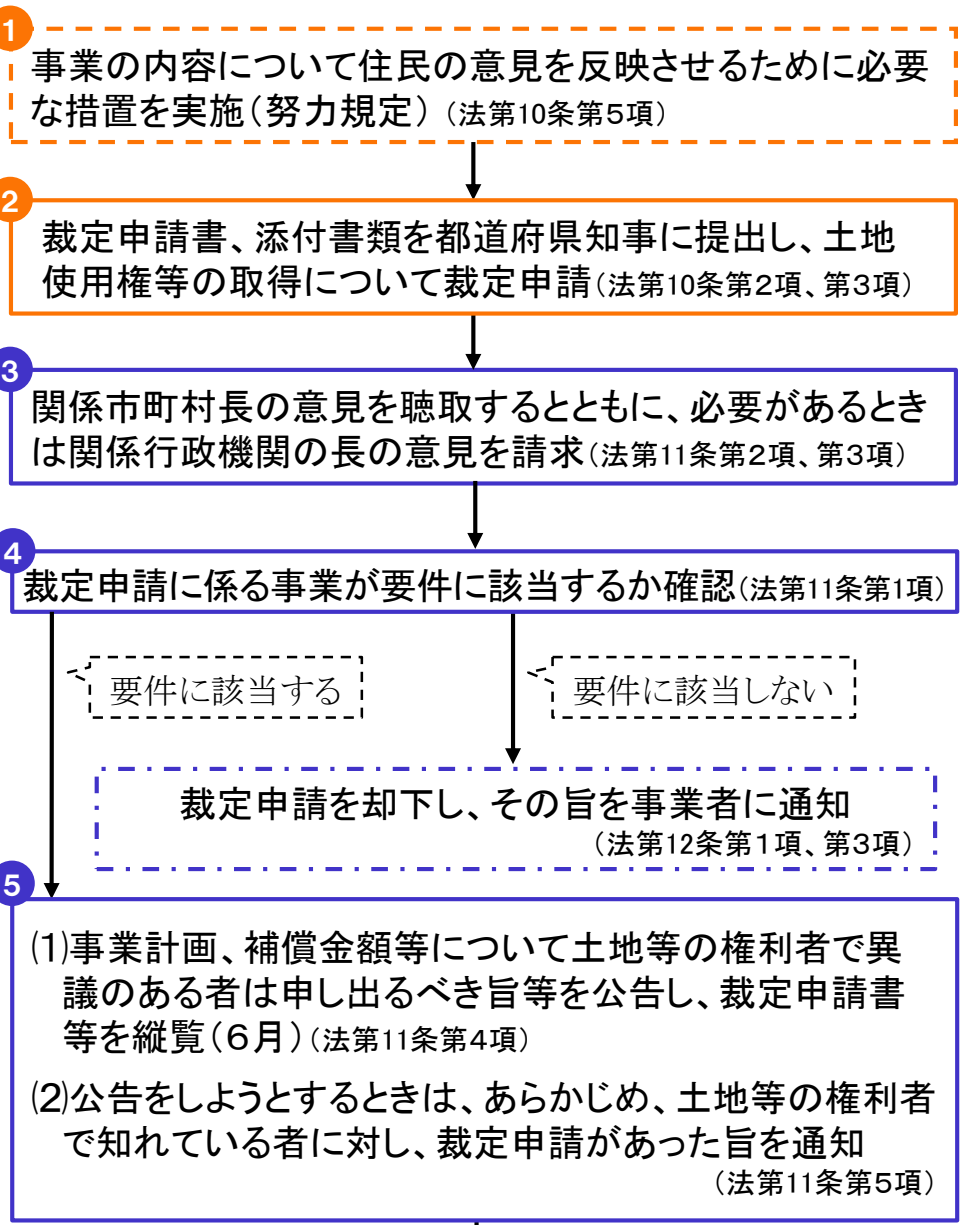 1
事業の内容について住民の意見を反映させるために必要
な措置を実施(努力規定)(法第10条第5項)
2
裁定申請書、添付書類を都道府県知事に提出し、土地
使用権等の取得について裁定申請(法第10条第2項、第3項)
3
関係市町村長の意見を聴取するとともに、必要があるとき
は関係行政機関の長の意見を請求(法第11条第2項、第3項)
4
裁定申請に係る事業が要件に該当するか確認(法第11条第1項)
要件に該当する
要件に該当しない
裁定申請を却下し、その旨を事業者に通知
(法第12条第1項、第3項)
5
⑴事業計画、補償金額等について土地等の権利者で異
議のある者は申し出るべき旨等を公告し、裁定申請書
等を縦覧(6月)(法第11条第4項)
⑵公告をしようとするときは、あらかじめ、土地等の権利者
で知れている者に対し、裁定申請があった旨を通知
(法第11条第5項)